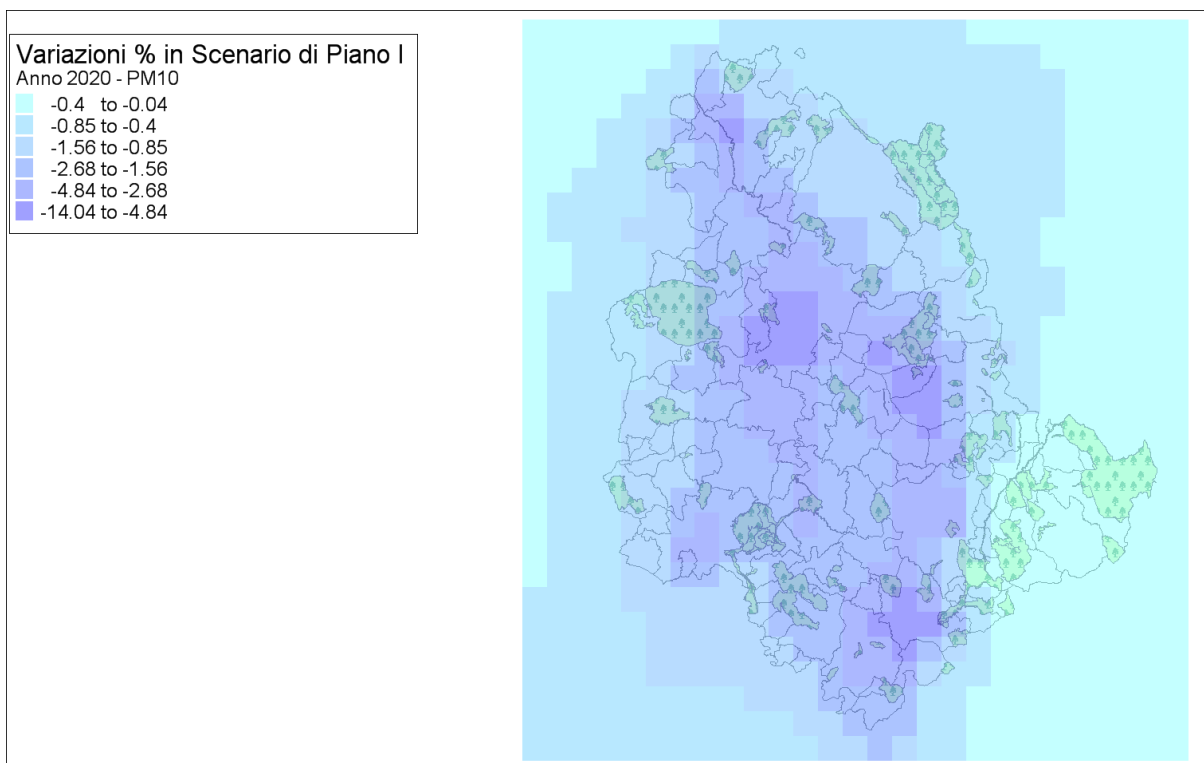 Variazioni % in Scenario di Piano I
Anno 2020 - PM10
-0.4 to -0.04
-0.85 to -0.4
-1.56 to -0.85
-2.68 to -1.56
-4.84 to -2.68
-14.04 to -4.84